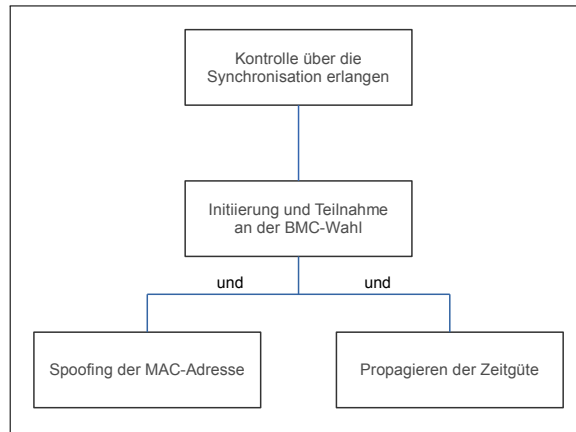 Kontrolle über die
Synchronisation erlangen
Initiierung und Teilnahme
an der BMC-Wahl
und
und
Spoofing der MAC-Adresse
Propagieren der Zeitgüte